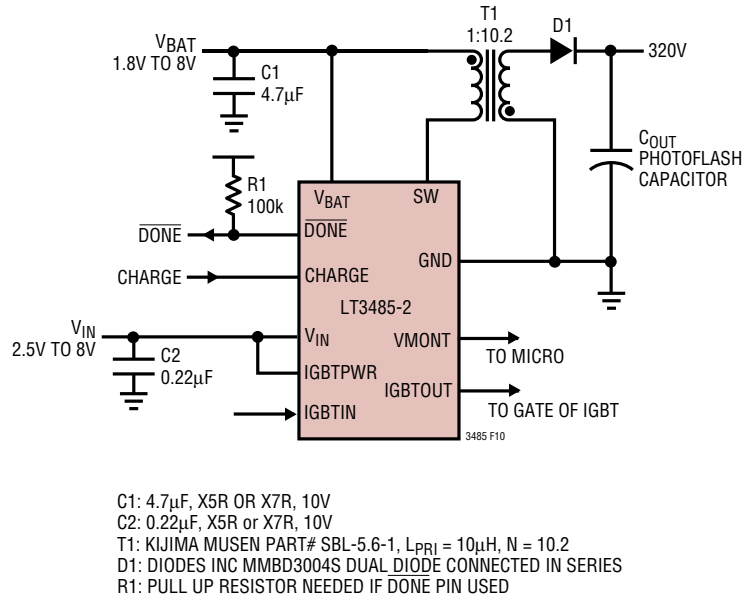 T1
1:10.2
D1
VBAT
1.8V TO 8V
C1
4.7µF
320V
COUT
PHOTOFLASH
CAPACITOR
R1
100k
VBAT
SW
DONE
DONE
GND
CHARGE
CHARGE
LT3485-2
VIN
2.5V TO 8V
VIN
VMONT
TO MICRO
C2
0.22µF
IGBTPWR
IGBTOUT
TO GATE OF IGBT
IGBTIN
3485 F10
C1: 4.7µF, X5R OR X7R, 10V
C2: 0.22µF, X5R or X7R, 10V
T1: KIJIMA MUSEN PART# SBL-5.6-1, LPRI = 10µH, N = 10.2
D1: DIODES INC MMBD3004S DUAL DIODE CONNECTED IN SERIES
R1: PULL UP RESISTOR NEEDED IF DONE PIN USED